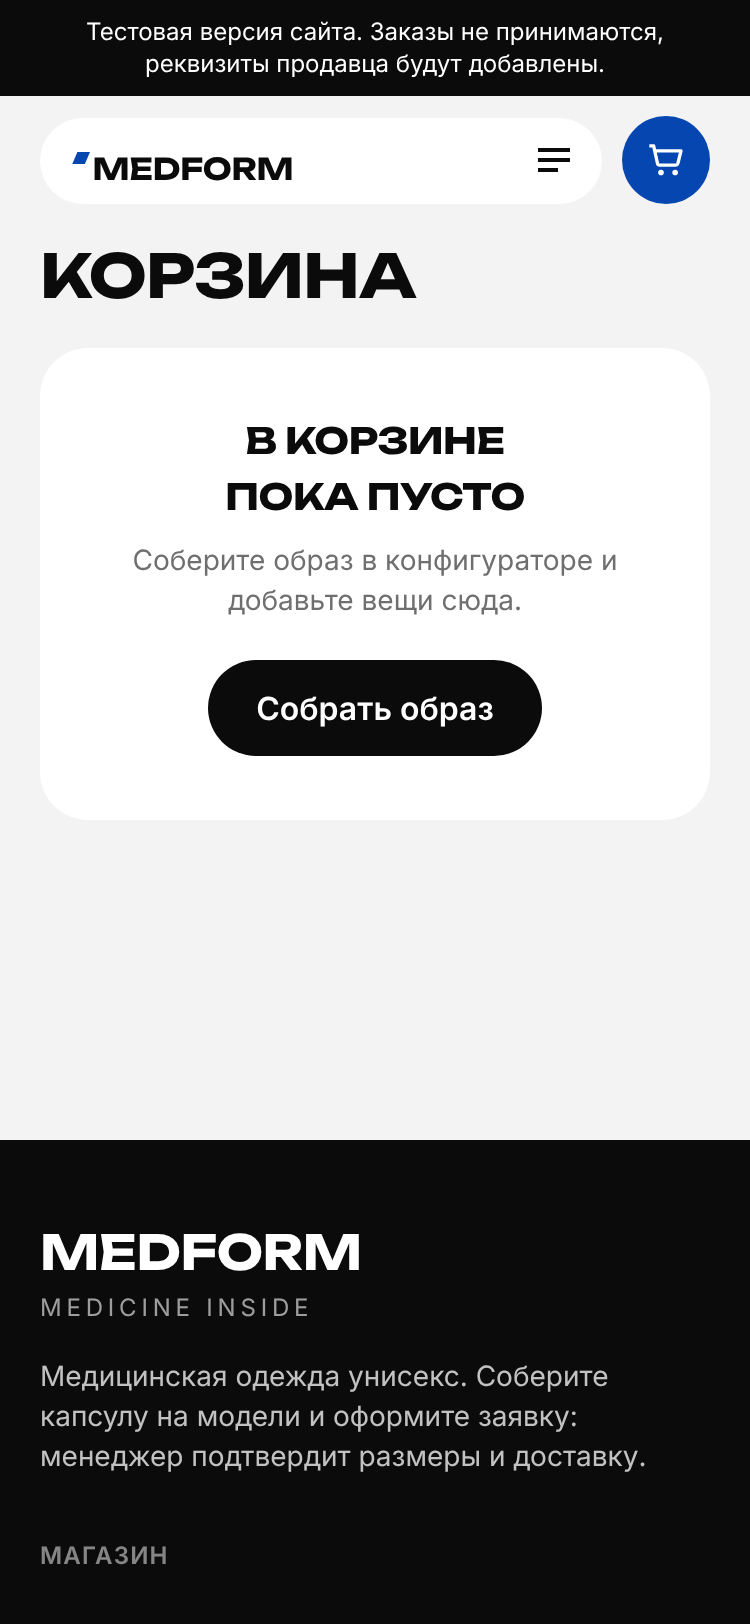 Тестовая версия сайта. Заказы не принимаются,
реквизиты продавца будут добавлены.
MEDFORM
КОРЗИНА
В КОРЗИНЕ
ПОКА ПУСТО
Соберите образ в конфигураторе и
добавьте вещи сюда.
Собрать образ
MEDFORM
MEDICINE INSIDE
Медицинская одежда унисекс. Соберите
капсулу на модели и оформите заявку:
менеджер подтвердит размеры и доставку.
МАГАЗИН